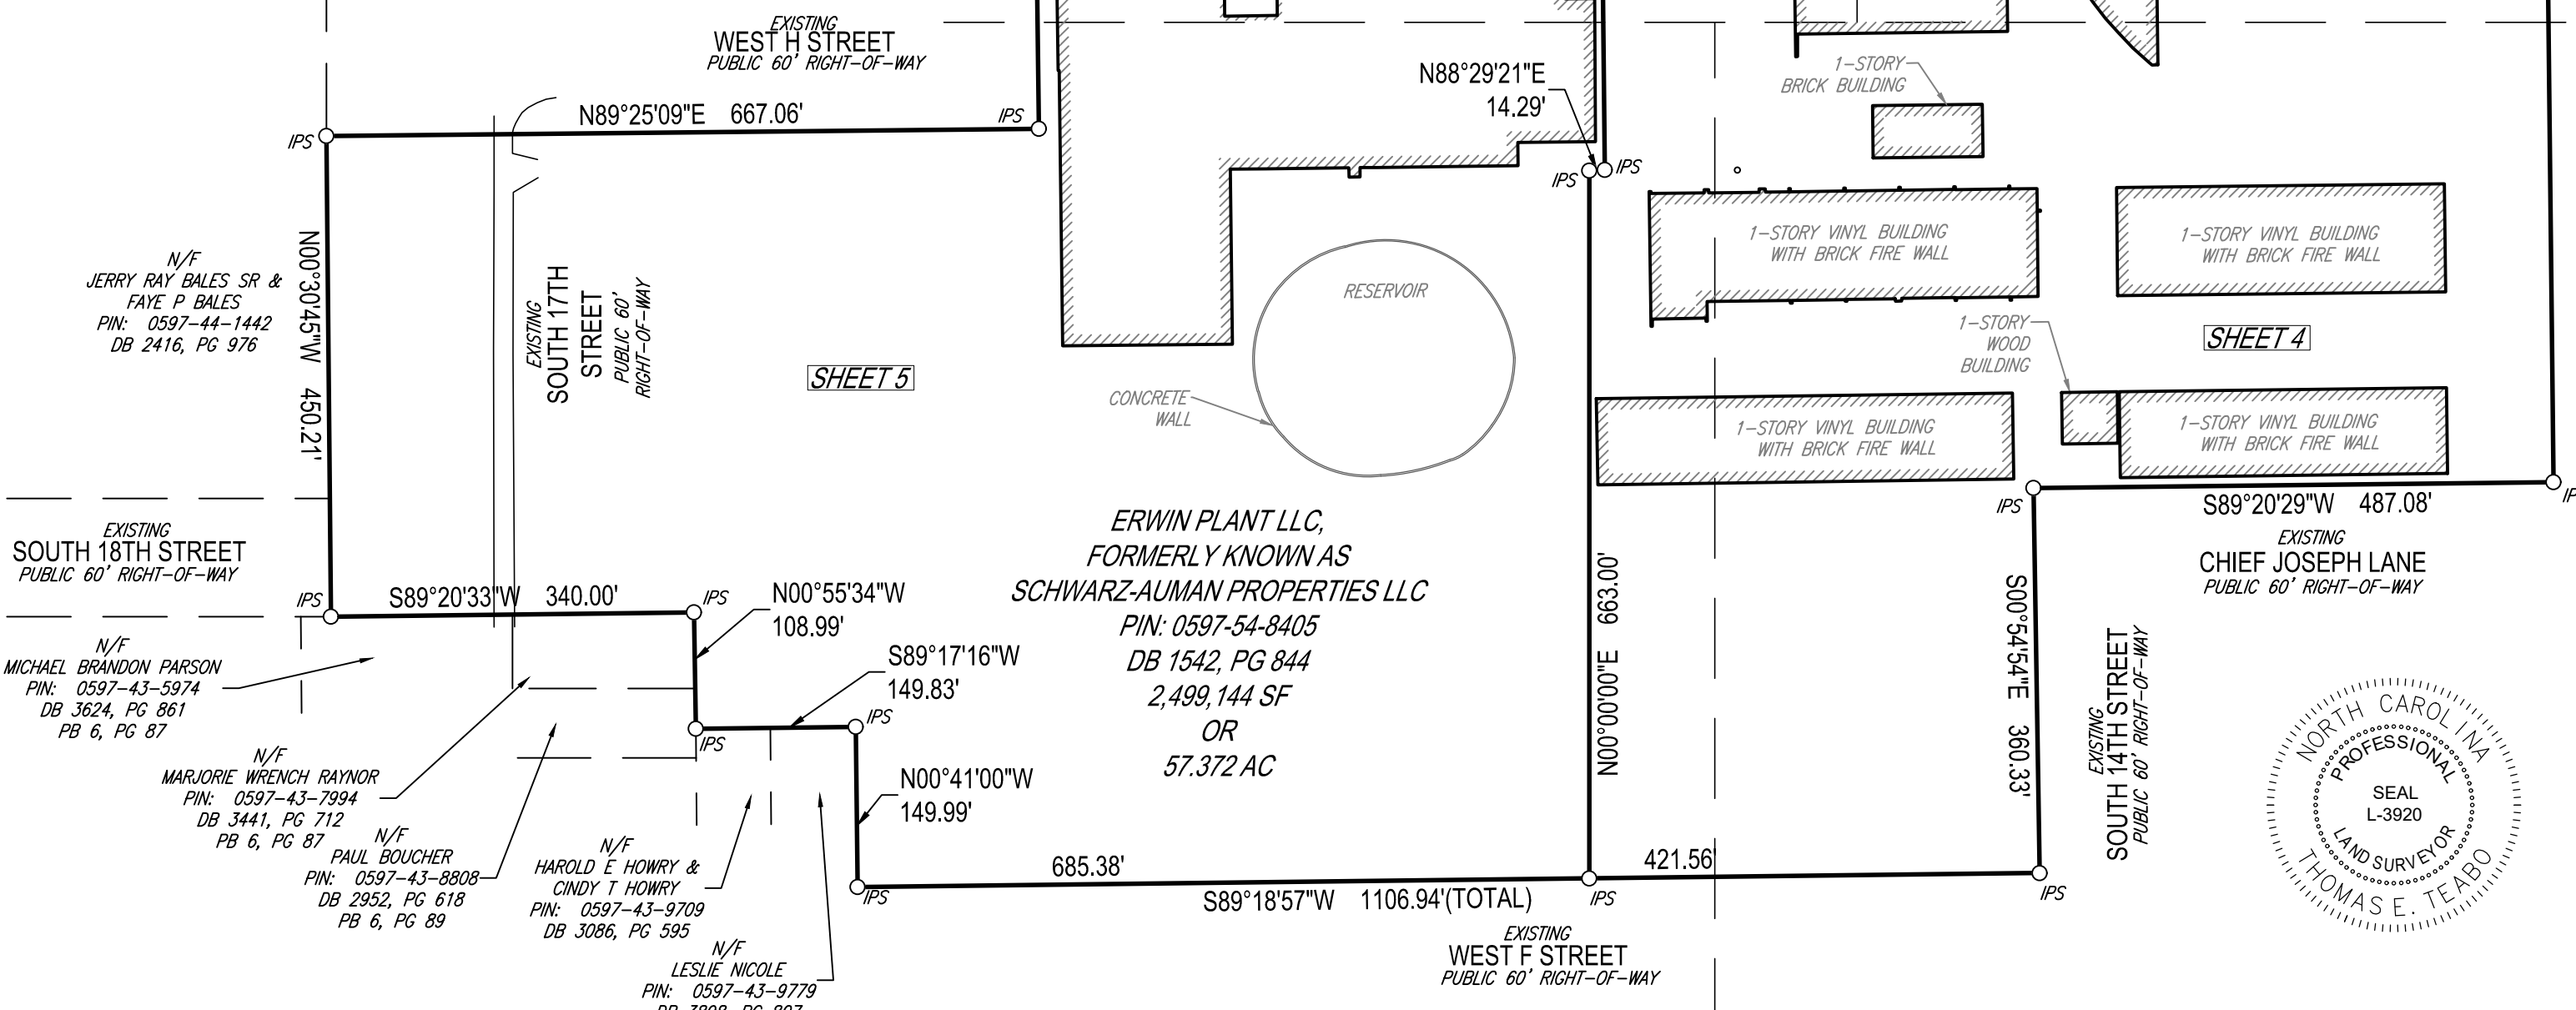 EXISTING
WEST H STREET
PUBLIC 60' RIGHT-OF-WAY
N89°25'09"E 667.06'
IPS
IPS
N88°29'21"E
14.29'
IPS
IPS
1-STORY
BRICK BUILDING
1-STORY VINYL BUILDING
WITH BRICK FIRE WALL
1-STORY VINYL BUILDING
WITH BRICK FIRE WALL
N/F
JERRY RAY BALES SR &
FAYE P BALES
PIN: 0597-44-1442
DB 2416, PG 976
N00°30'45"W 450.21'
EXISTING
SOUTH 17TH
STREET
PUBLIC 60'
RIGHT-OF-WAY
SHEET 5
RESERVOIR
CONCRETE
WALL
1-STORY
WOOD
BUILDING
SHEET 4
1-STORY VINYL BUILDING
WITH BRICK FIRE WALL
1-STORY VINYL BUILDING
WITH BRICK FIRE WALL
IPS
S89°20'29"W 487.08'
EXISTING
CHIEF JOSEPH LANE
PUBLIC 60' RIGHT-OF-WAY
EXISTING
SOUTH 18TH STREET
PUBLIC 60' RIGHT-OF-WAY
IPS
S89°20'33"W 340.00'
IPS
N00°55'34"W
108.99'
S89°17'16"W
149.83'
IPS
IPS
N00°41'00"W
149.99'
ERWIN PLANT LLC,
FORMERLY KNOWN AS
SCHWARZ-AUMAN PROPERTIES LLC
PIN: 0597-54-8405
DB 1542, PG 844
2,499,144 SF
OR
57.372 AC
N00°00'00"E 663.00'
S00°54'54"E 360.33'
EXISTING
SOUTH 14TH STREET
PUBLIC 60' RIGHT-OF-WAY
N/F
MICHAEL BRANDON PARSON
PIN: 0597-43-5974
DB 3624, PG 861
PB 6, PG 87
N/F
MARJORIE WRENCH RAYNOR
PIN: 0597-43-7994
DB 3441, PG 712
PB 6, PG 87
N/F
PAUL BOUCHER
PIN: 0597-43-8808
DB 2952, PG 618
PB 6, PG 89
N/F
HAROLD E HOWRY &
CINDY T HOWRY
PIN: 0597-43-9709
DB 3086, PG 595
N/F
LESLIE NICOLE
PIN: 0597-43-9779
685.38'
421.56'
IPS
S89°18'57"W 1106.94'(TOTAL)
IPS
IPS
EXISTING
WEST F STREET
PUBLIC 60' RIGHT-OF-WAY
NORTH CAROLINA
PROFESSIONAL
SEAL
L-3920
LAND SURVEYOR
THOMAS E. TEABO